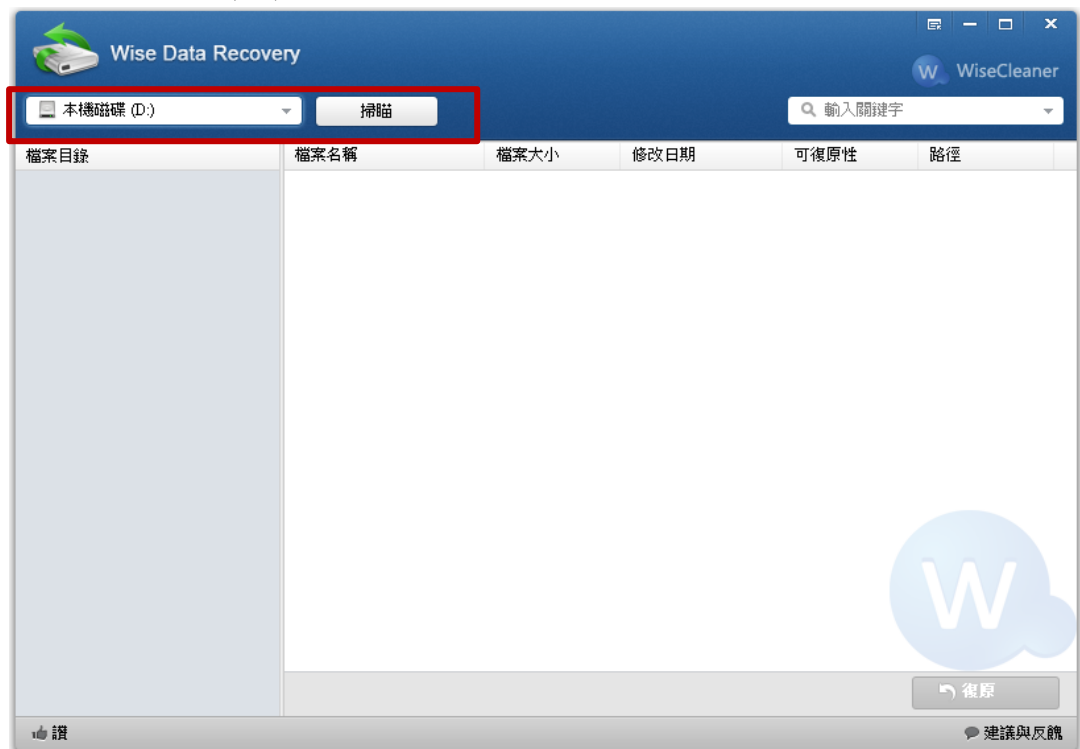 Wise Data Recovery
W WiseCleaner
本機磁碟 (D:)
掃瞄
輸入關鍵字
檔案目錄
檔案名稱
檔案大小
修改日期
可復原性
路徑
W
復原
讚
建議與反饋